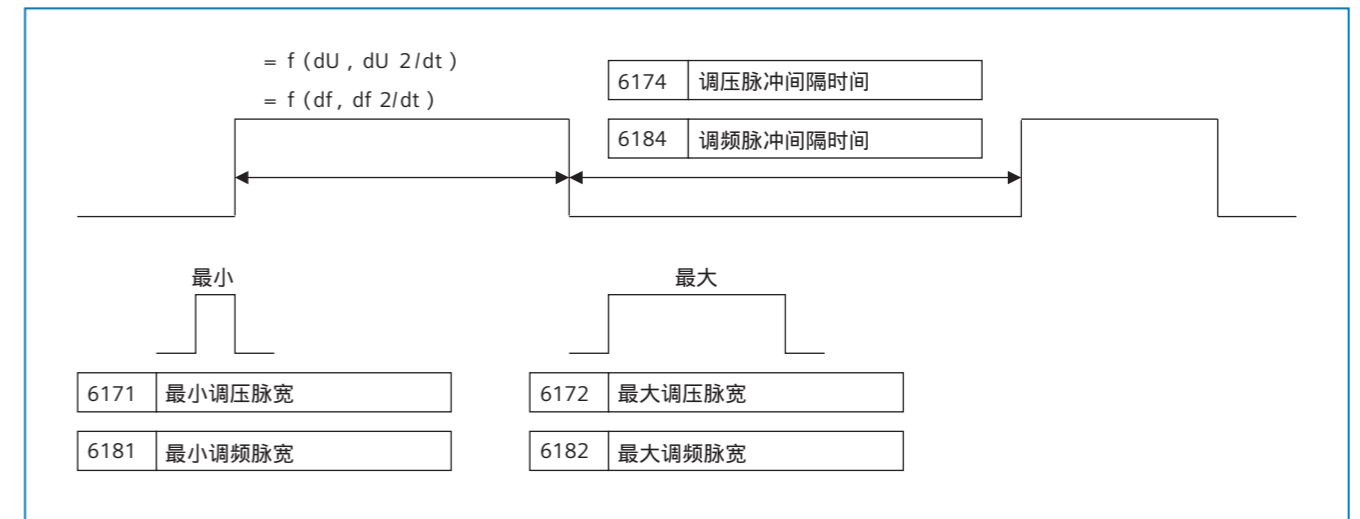 = f (dU , dU 2/dt )
= f (df, df 2/dt )
6174 调压脉冲间隔时间
6184 调频脉冲间隔时间
最小
最大
6171 最小调压脉宽
6172 最大调压脉宽
6181 最小调频脉宽
6182 最大调频脉宽